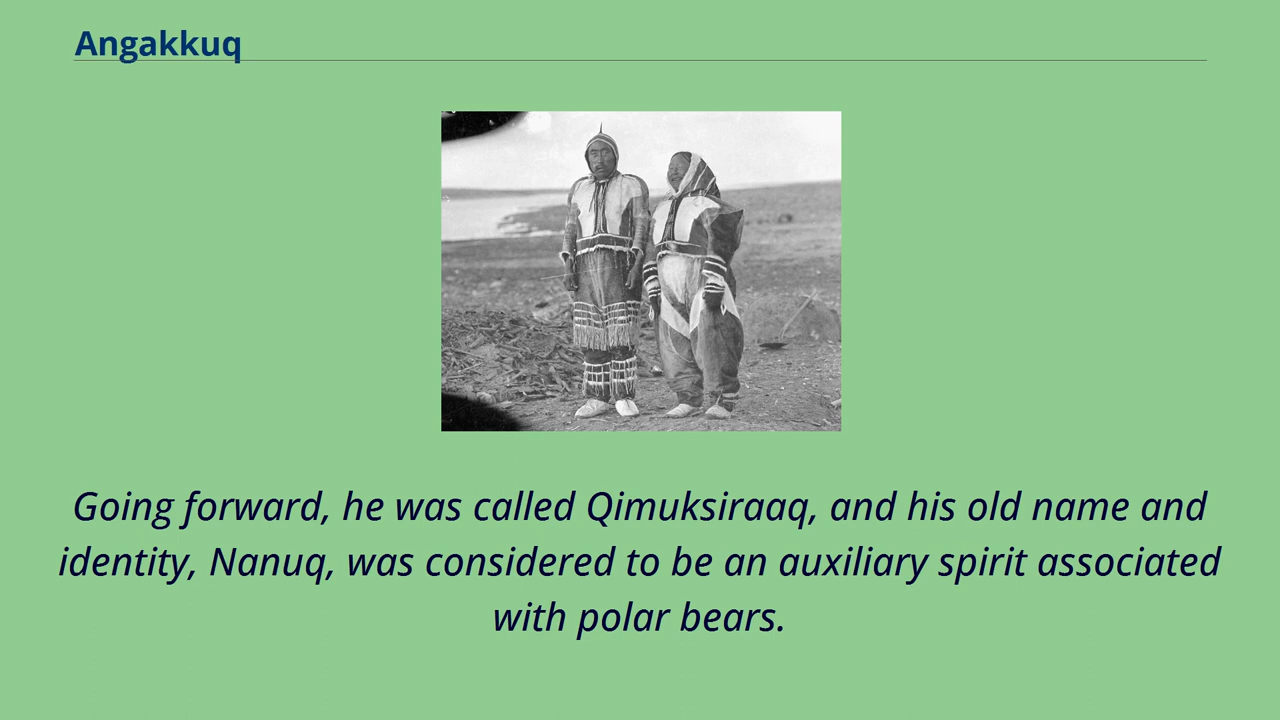 Angakkuq
Going forward, he was called Qimuksiraaq, and his old name and
identity, Nanuq, was considered to be an auxiliary spirit associated
with polar bears.